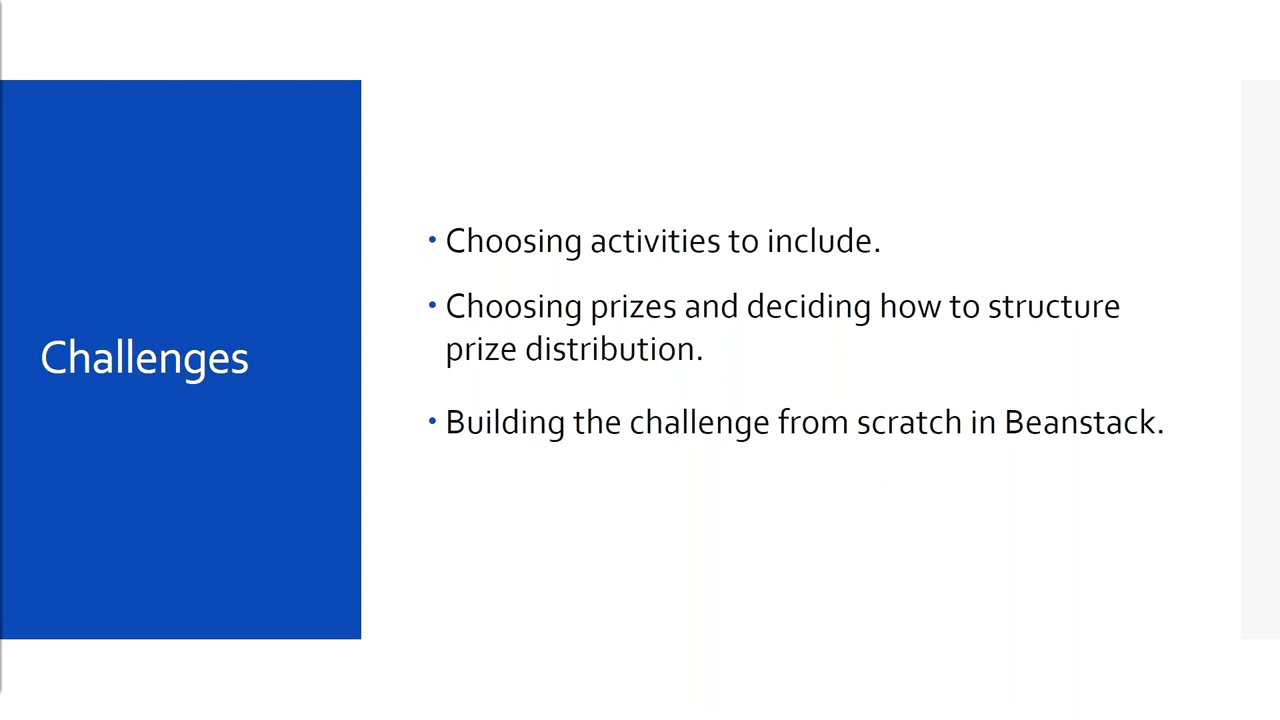 Challenges
• Choosing activities to include.
• Choosing prizes and deciding how to structure
prize distribution.
• Building the challenge from scratch in Beanstack.